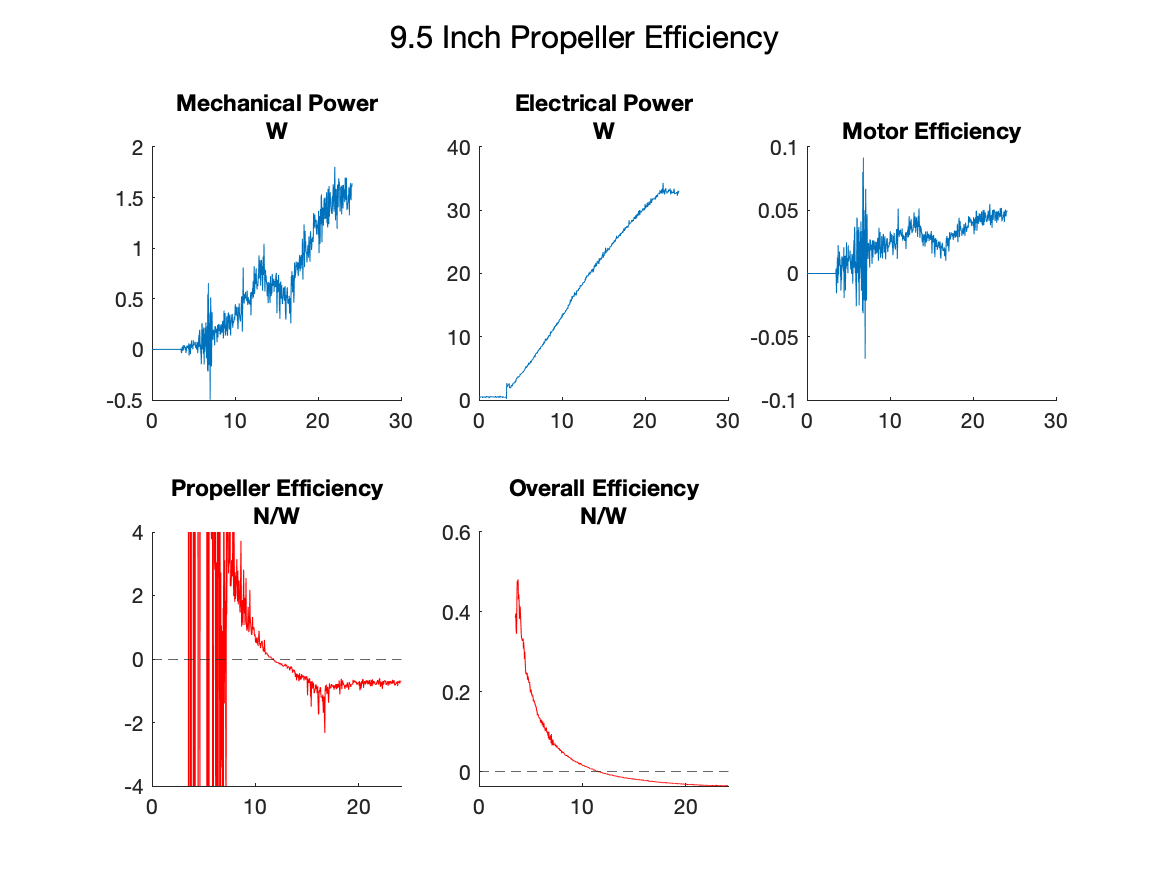 9.5 Inch Propeller Efficiency
Mechanical Power
W
2
1.5
1
0.5
0
-0.5
0 10 20 30
Electrical Power
W
40
30
20
10
0
0 10 20 30
Motor Efficiency
0.1
0.05
0
-0.05
-0.1
0 10 20 30
Propeller Efficiency
N/W
4
2
0
-2
-4
0 10 20
Overall Efficiency
N/W
0.6
0.4
0.2
0
0 10 20